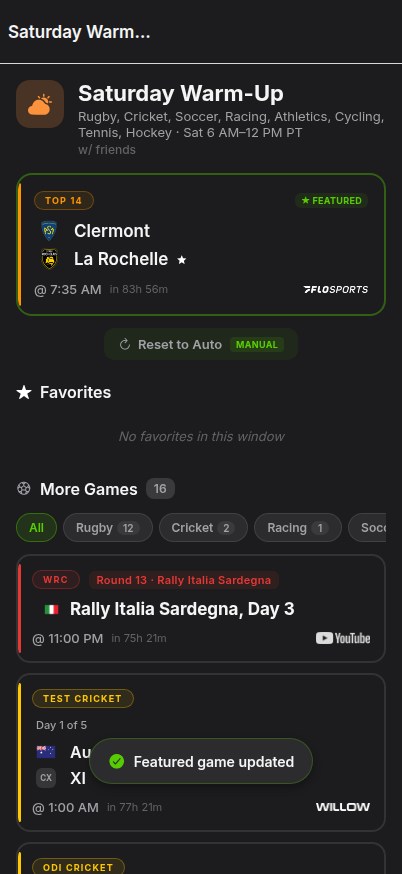 Saturday Warm...
Saturday Warm-Up
Rugby, Cricket, Soccer, Racing, Athletics, Cycling,
Tennis, Hockey · Sat 6 AM–12 PM PT
w/ friends
TOP 14
★ FEATURED
Clermont
La Rochelle ★
@ 7:35 AM in 83h 56m
FLOSPORTS
Reset to Auto MANUAL
★ Favorites
No favorites in this window
More Games 16
All Rugby 12 Cricket 2 Racing 1 Socc
WRC Round 13 · Rally Italia Sardegna
Rally Italia Sardegna, Day 3
@ 11:00 PM in 75h 21m
YouTube
TEST CRICKET
Day 1 of 5
Au
Featured game updated
CX XI
@ 1:00 AM in 77h 21m
WILLOW
ODI CRICKET